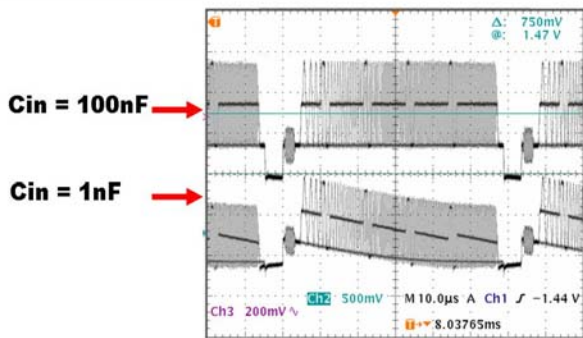 T
Δ: 750mV
@: 1.47 V
Cin = 100nF
Cin = 1nF
Ch2 500mV M 10.0µs A Ch1 ʃ −1.44 V
Ch3 200mV∿
T→▼ 8.03765ms